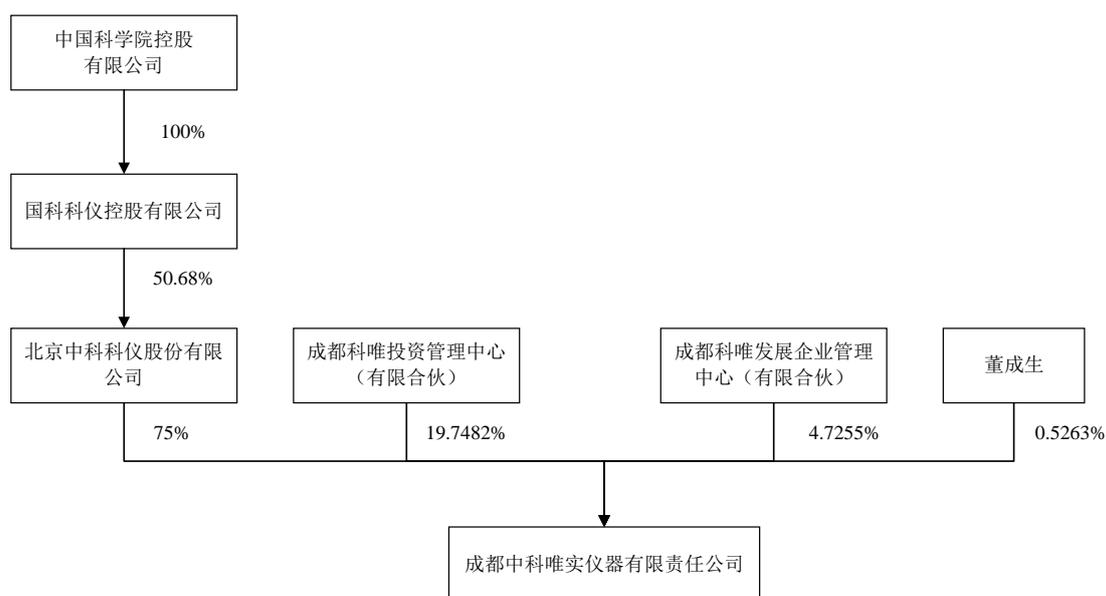 中国科学院控股
有限公司
100%
国科科仪控股有限公司
50.68%
北京中科科仪股份有限
公司
成都科唯投资管理中心
（有限合伙）
成都科唯发展企业管理
中心（有限合伙）
董成生
75%
19.7482%
4.7255%
0.5263%
成都中科唯实仪器有限责任公司